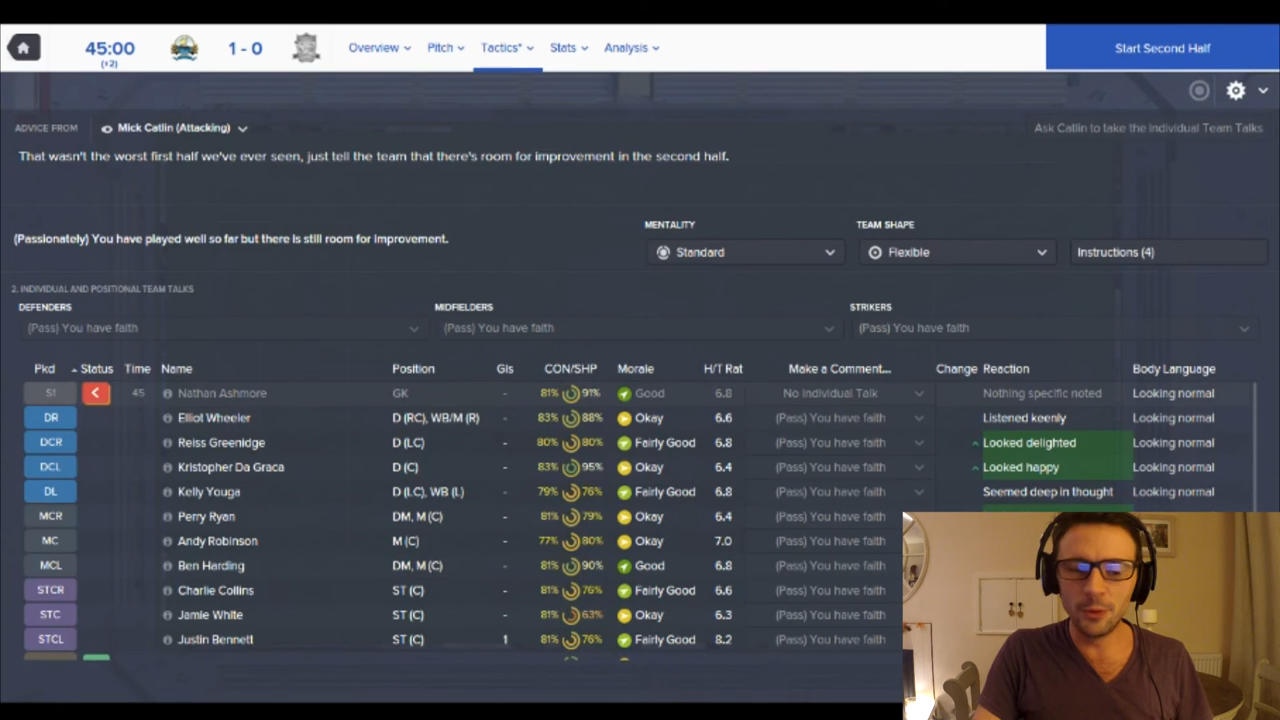 45:00 1 - 0 Overview Pitch Tactics* Stats Analysis Start Second Half
(+2)
ADVICE FROM Mick Catlin (Attacking) Ask Catlin to take the Individual Team Talks
That wasn't the worst first half we've ever seen, just tell the team that there's room for improvement in the second half.
MENTALITY TEAM SHAPE
(Passionately) You have played well so far but there is still room for improvement.
Standard Flexible Instructions (4)
2. INDIVIDUAL AND POSITIONAL TEAM TALKS
DEFENDERS MIDFIELDERS STRIKERS
(Pass) You have faith (Pass) You have faith (Pass) You have faith
Pkd Status Time Name Position Gls CON/SHP Morale H/T Rat Make a Comment... Change Reaction Body Language
S1 45 Nathan Ashmore GK - 81% 91% Good 6.8 No Individual Talk Nothing specific noted Looking normal
DR Elliot Wheeler D (RC), WB/M (R) - 83% 88% Okay 6.6 (Pass) You have faith Listened keenly Looking normal
DCR Reiss Greenidge D (LC) - 80% 80% Fairly Good 6.8 (Pass) You have faith Looked delighted Looking normal
DCL Kristopher Da Graca D (C) - 83% 95% Okay 6.4 (Pass) You have faith Looked happy Looking normal
DL Kelly Youga D (LC), WB (L) - 79% 76% Fairly Good 6.8 (Pass) You have faith Seemed deep in thought Looking normal
MCR Perry Ryan DM, M (C) - 81% 79% Okay 6.4 (Pass) You have faith
MC Andy Robinson M (C) - 77% 80% Okay 7.0 (Pass) You have faith
MCL Ben Harding DM, M (C) - 81% 90% Good 6.8 (Pass) You have faith
STCR Charlie Collins ST (C) - 81% 76% Fairly Good 6.6 (Pass) You have faith
STC Jamie White ST (C) - 81% 63% Okay 6.3 (Pass) You have faith
STCL Justin Bennett ST (C) 1 81% 76% Fairly Good 8.2 (Pass) You have faith